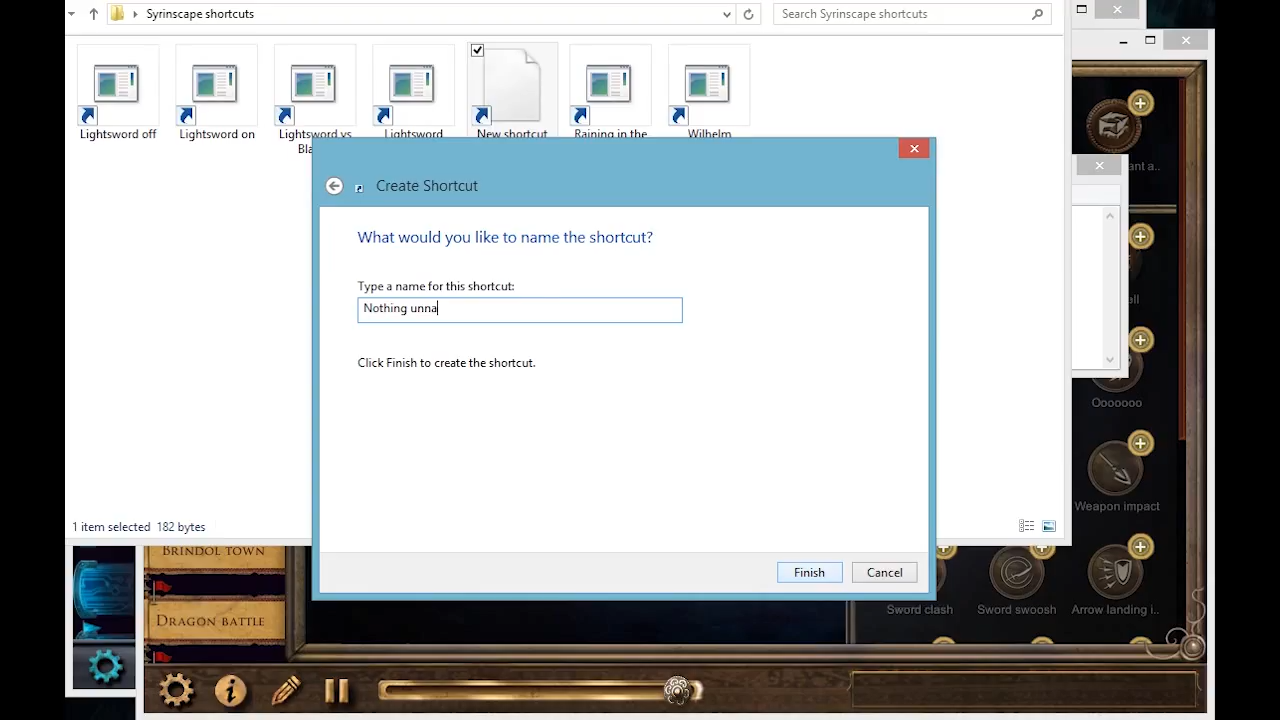 Syrinscape shortcuts
Search Syrinscape shortcuts
Lightsword off
Lightsword on
Lightsword vs
Bla
Lightsword
New shortcut
Raining in the
Wilhelm
Create Shortcut
What would you like to name the shortcut?
Type a name for this shortcut:
Nothing unna
Click Finish to create the shortcut.
Finish
Cancel
1 item selected 182 bytes
Ooooooo
Weapon impact
Sword clash
Sword swoosh
Arrow landing i..
BRINDOL TOWN
DRAGON BATTLE